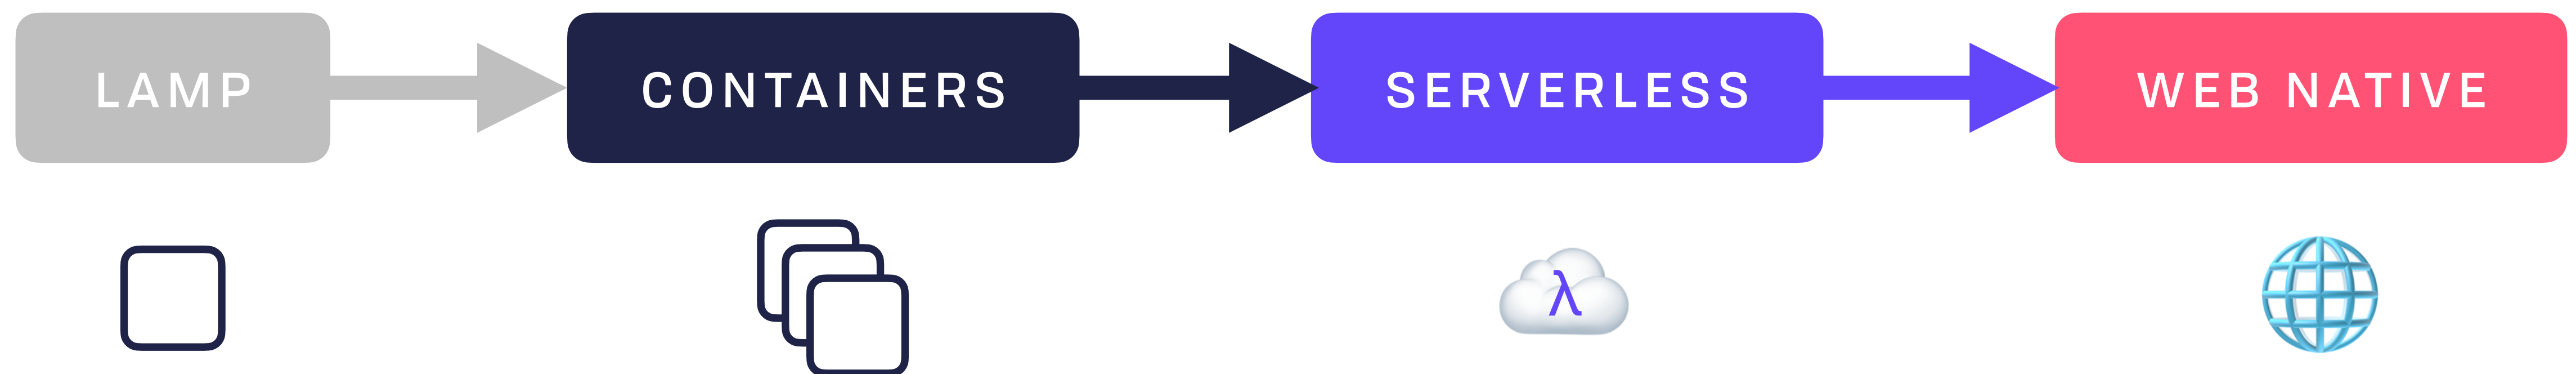 LAMP
CONTAINERS
SERVERLESS
WEB NATIVE
λ